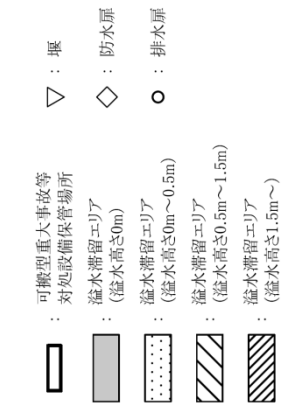 : 可搬型重大事故等
対処設備保管場所
: 溢水滞留エリア
(溢水高さ0m)
: 溢水滞留エリア
(溢水高さ0m～0.5m)
: 溢水滞留エリア
(溢水高さ0.5m～1.5m)
: 溢水滞留エリア
(溢水高さ1.5m～)
: 堰
: 防水扉
: 排水扉